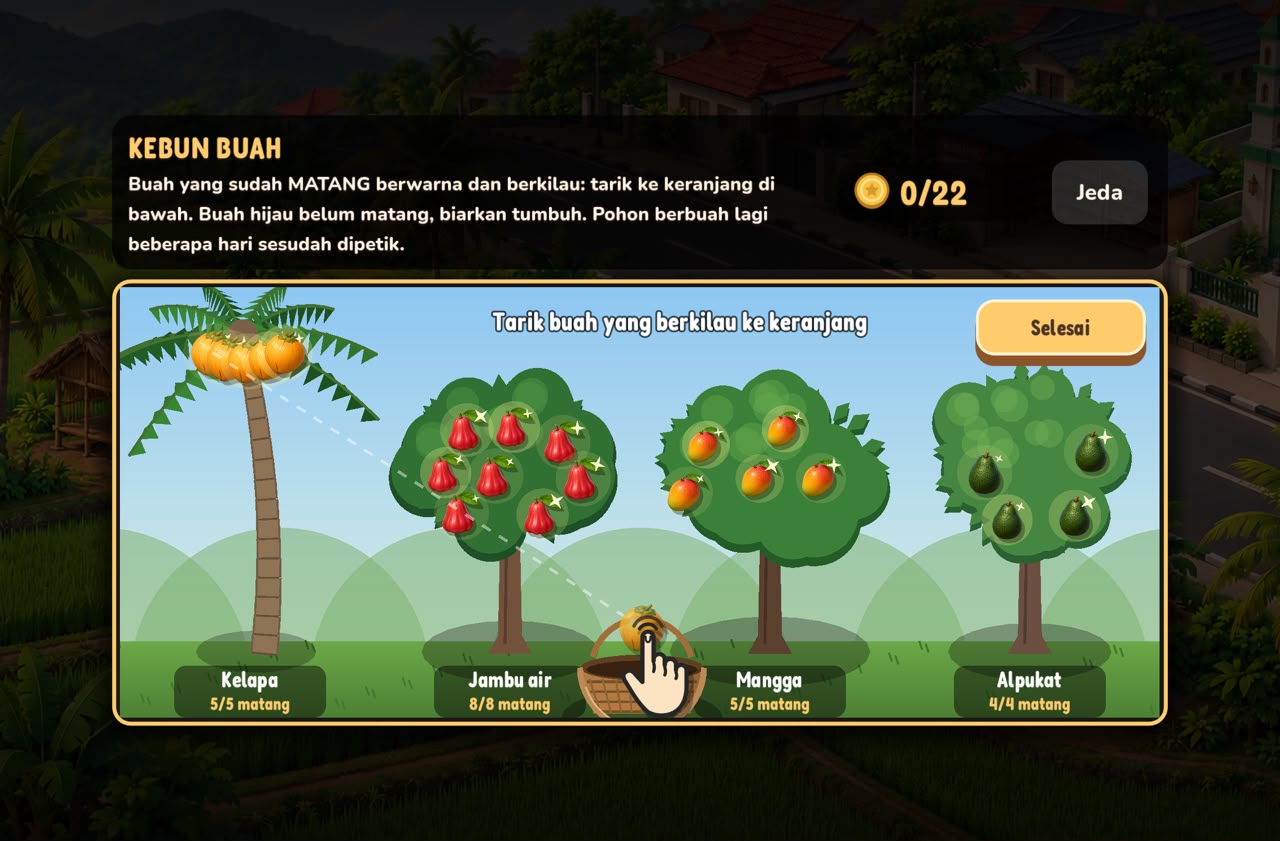 KEBUN BUAH
Buah yang sudah MATANG berwarna dan berkilau: tarik ke keranjang di
bawah. Buah hijau belum matang, biarkan tumbuh. Pohon berbuah lagi
beberapa hari sesudah dipetik.
0/22
Jeda
Tarik buah yang berkilau ke keranjang
Selesai
Kelapa
5/5 matang
Jambu air
8/8 matang
Mangga
5/5 matang
Alpukat
4/4 matang